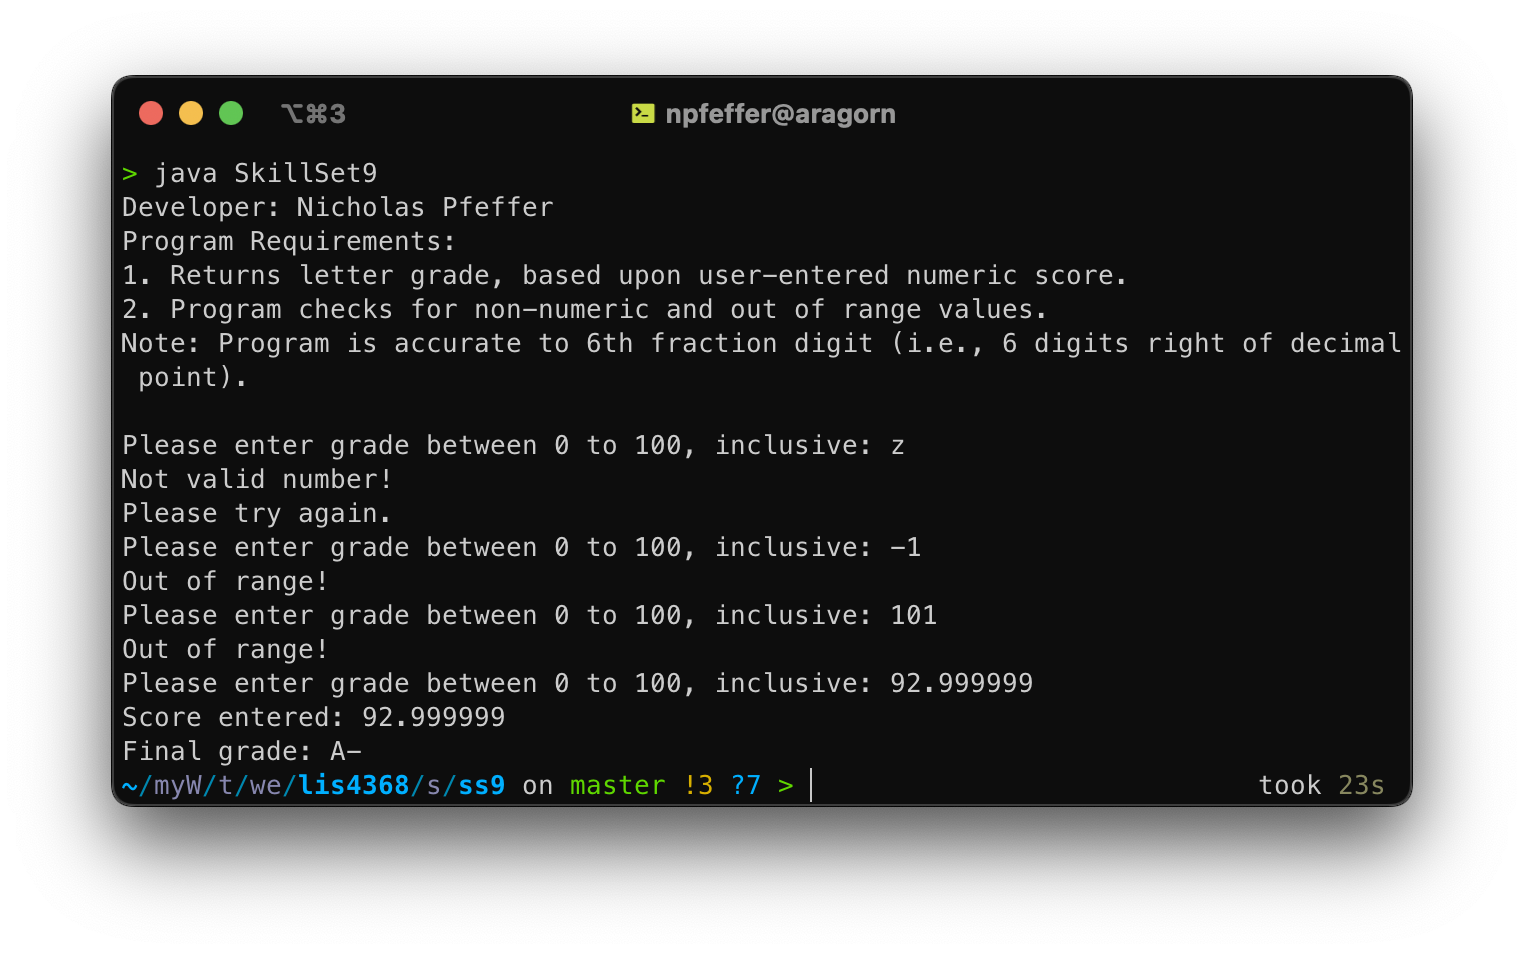 ⌥⌘3
npfeffer@aragorn
> java SkillSet9
Developer: Nicholas Pfeffer
Program Requirements:
1. Returns letter grade, based upon user-entered numeric score.
2. Program checks for non-numeric and out of range values.
Note: Program is accurate to 6th fraction digit (i.e., 6 digits right of decimal
 point).
Please enter grade between 0 to 100, inclusive: z
Not valid number!
Please try again.
Please enter grade between 0 to 100, inclusive: -1
Out of range!
Please enter grade between 0 to 100, inclusive: 101
Out of range!
Please enter grade between 0 to 100, inclusive: 92.999999
Score entered: 92.999999
Final grade: A-
~/myW/t/we/lis4368/s/ss9 on master !3 ?7 > took 23s